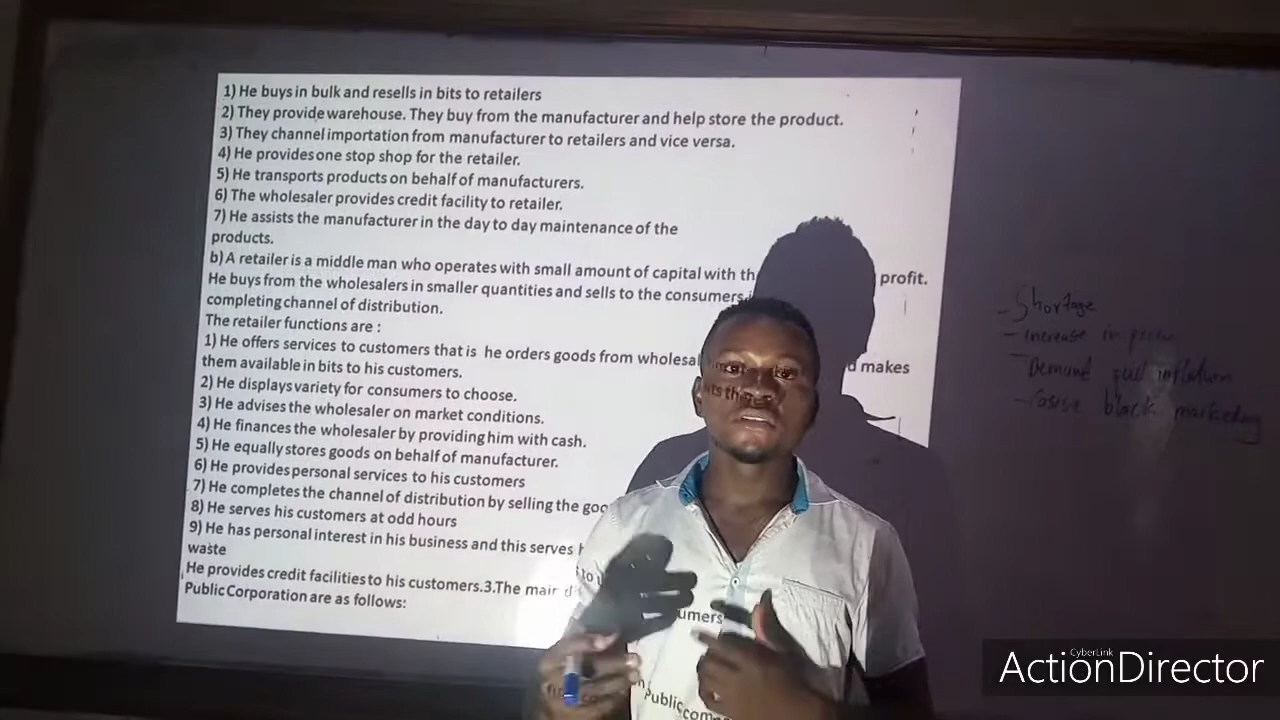 1) He buys in bulk and resells in bits to retailers
2) They provide warehouse. They buy from the manufacturer and help store the product.
3) They channel importation from manufacturer to retailers and vice versa.
4) He provides one stop shop for the retailer.
5) He transports products on behalf of manufacturers.
6) The wholesaler provides credit facility to retailer.
7) He assists the manufacturer in the day to day maintenance of the
products.
b) A retailer is a middle man who operates with small amount of capital with profit.
He buys from the wholesalers in smaller quantities and sells to the consumers
completing channel of distribution.
The retailer functions are :
1) He offers services to customers that is he orders goods from makes
them available in bits to his customers.
2) He displays variety for consumers to choose.
3) He advises the wholesaler on market conditions.
4) He finances the wholesaler by providing him with cash.
5) He equally stores goods on behalf of manufacturer.
6) He provides personal services to his customers
7) He completes the channel of distribution by selling the
8) He serves his customers at odd hours
9) He has personal interest in his business and this serves
waste
He provides credit facilities to his customers.3.The
Public Corporation are as follows:
umers
Public
- Shortage
- increase in
- Demand inflation
- black marketing
CyberLink
ActionDirector